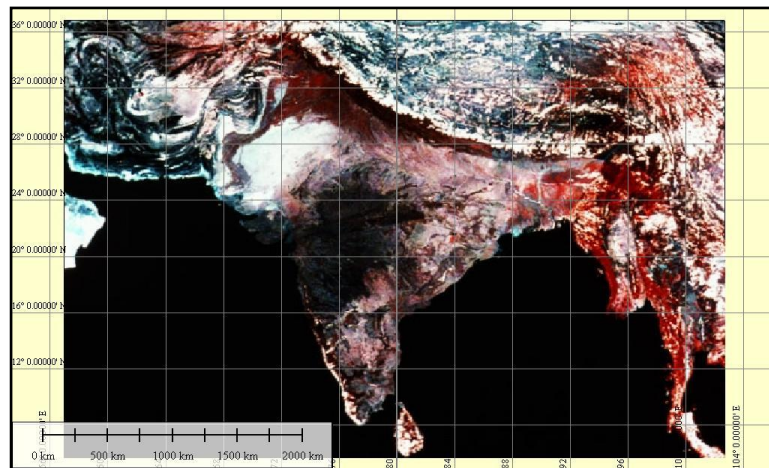 36° 0.00000' N
32° 0.00000' N
28° 0.00000' N
24° 0.00000' N
20° 0.00000' N
16° 0.00000' N
12° 0.00000' N
72
80
84
88
92
96
104° 0.00000' E
0 km 500 km 1000 km 1500 km 2000 km